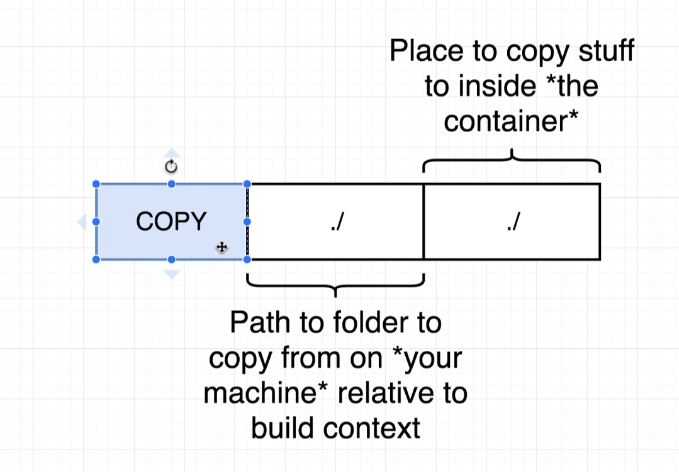 Place to copy stuff
to inside *the
container*
COPY ./ ./
Path to folder to
copy from on *your
machine* relative to
build context